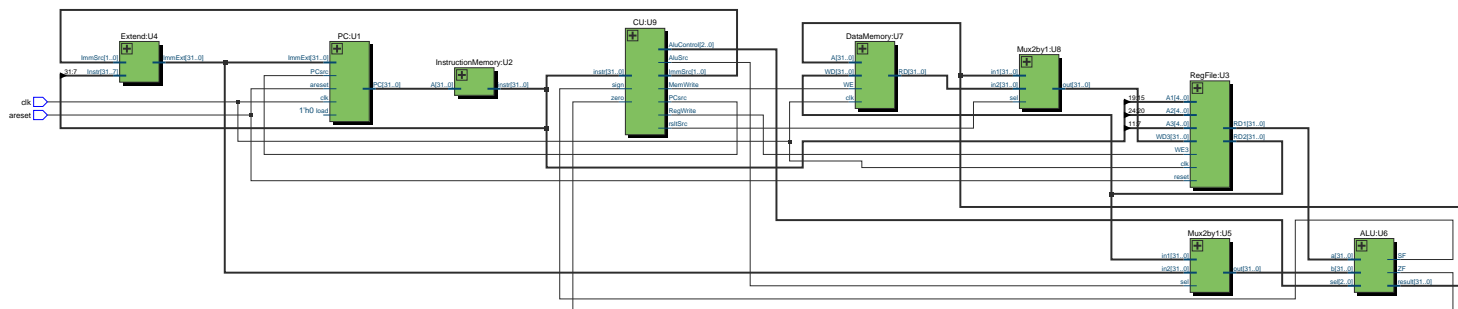 Extend:U4
ImmSrc[1..0]
Instr[31..7]
ImmExt[31..0]
31:7
clk
areset
PC:U1
ImmExt[31..0]
PCsrc
areset
clk
1'h0 load
PC[31..0]
InstructionMemory:U2
A[31..0]
instr[31..0]
CU:U9
instr[31..0]
sign
zero
AluControl[2..0]
AluSrc
ImmSrc[1..0]
MemWrite
PCsrc
RegWrite
rsltSrc
DataMemory:U7
A[31..0]
WD[31..0]
WE
clk
RD[31..0]
Mux2by1:U8
in1[31..0]
in2[31..0]
sel
out[31..0]
RegFile:U3
19:15
24:20
11:7
A1[4..0]
A2[4..0]
A3[4..0]
WD3[31..0]
WE3
clk
reset
RD1[31..0]
RD2[31..0]
Mux2by1:U5
in1[31..0]
in2[31..0]
sel
out[31..0]
ALU:U6
a[31..0]
b[31..0]
sel[2..0]
SF
ZF
result[31..0]